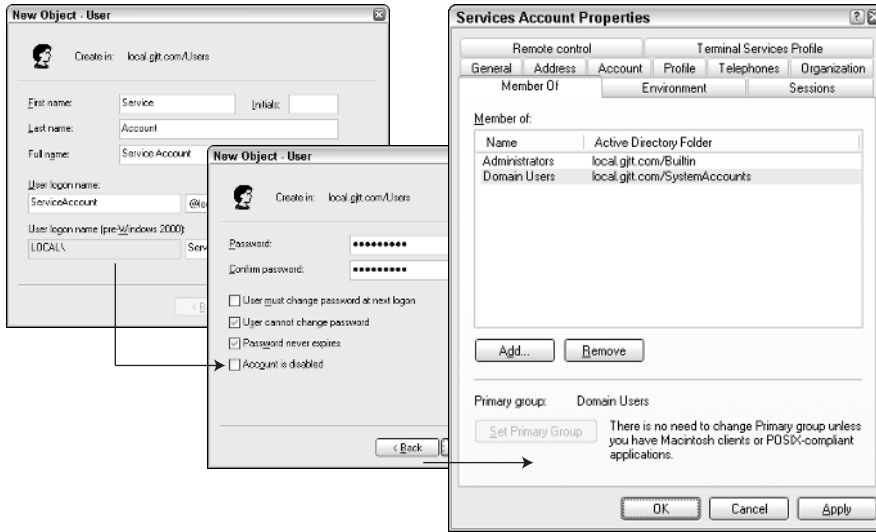 New Object - User
Create in: local.gjtt.com/Users
First name: Service Initials:
Last name: Account
Full name: Service Account
User logon name:
ServiceAccount @loc
User logon name (pre-Windows 2000):
LOCAL\ Serv
< B
New Object - User
Create in: local.gjtt.com/Users
Password: •••••••••
Confirm password: •••••••••
User must change password at next logon
User cannot change password
Password never expires
Account is disabled
< Back
Services Account Properties
Remote control Terminal Services Profile
General Address Account Profile Telephones Organization
Member Of Environment Sessions
Member of:
Name Active Directory Folder
Administrators local.gjtt.com/Builtin
Domain Users local.gjtt.com/SystemAccounts
Add... Remove
Primary group: Domain Users
Set Primary Group There is no need to change Primary group unless
you have Macintosh clients or POSIX-compliant
applications.
OK Cancel Apply